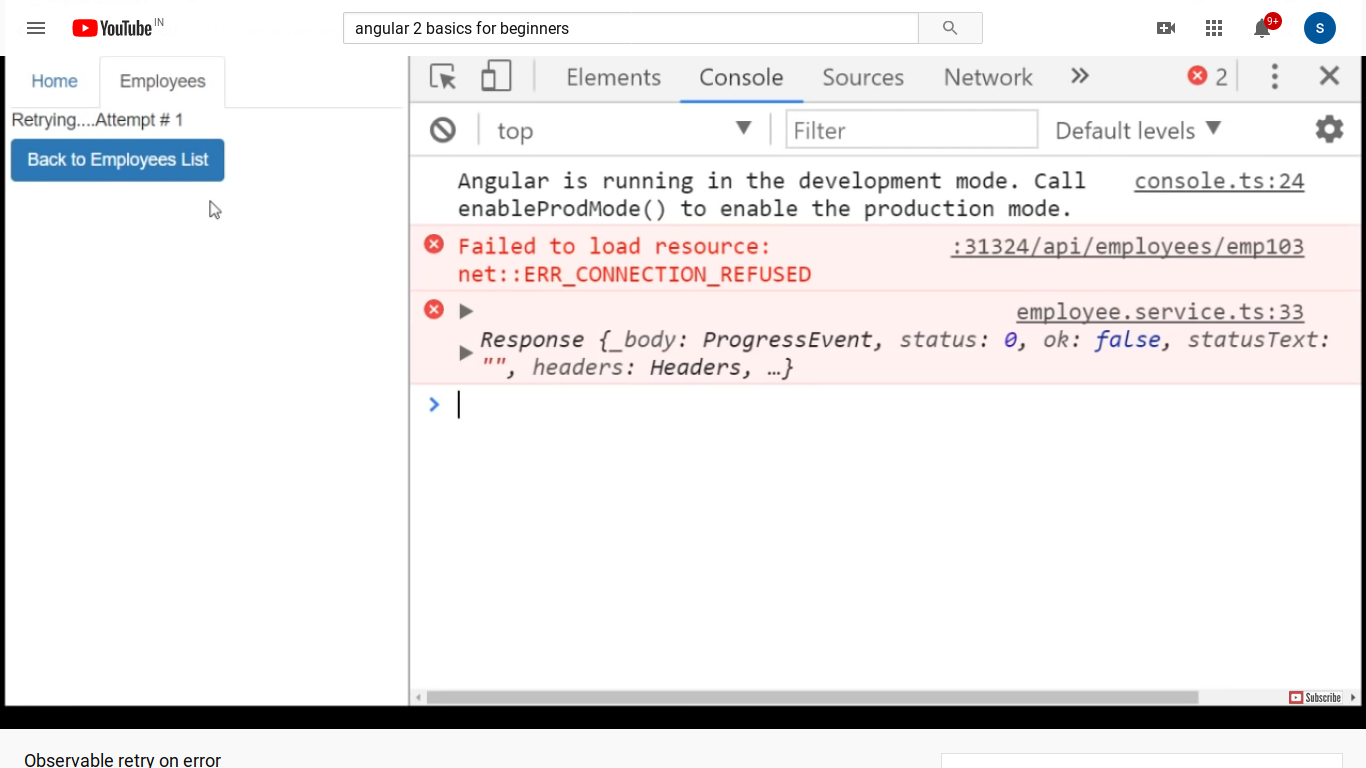 YouTube IN
angular 2 basics for beginners
9+
S
Home Employees
Retrying....Attempt # 1
Back to Employees List
Elements Console Sources Network » 2
top Filter Default levels
Angular is running in the development mode. Call console.ts:24
enableProdMode() to enable the production mode.
Failed to load resource: :31324/api/employees/emp103
net::ERR_CONNECTION_REFUSED
employee.service.ts:33
Response {_body: ProgressEvent, status: 0, ok: false, statusText:
"", headers: Headers, …}
>
Subscribe
Observable retry on error